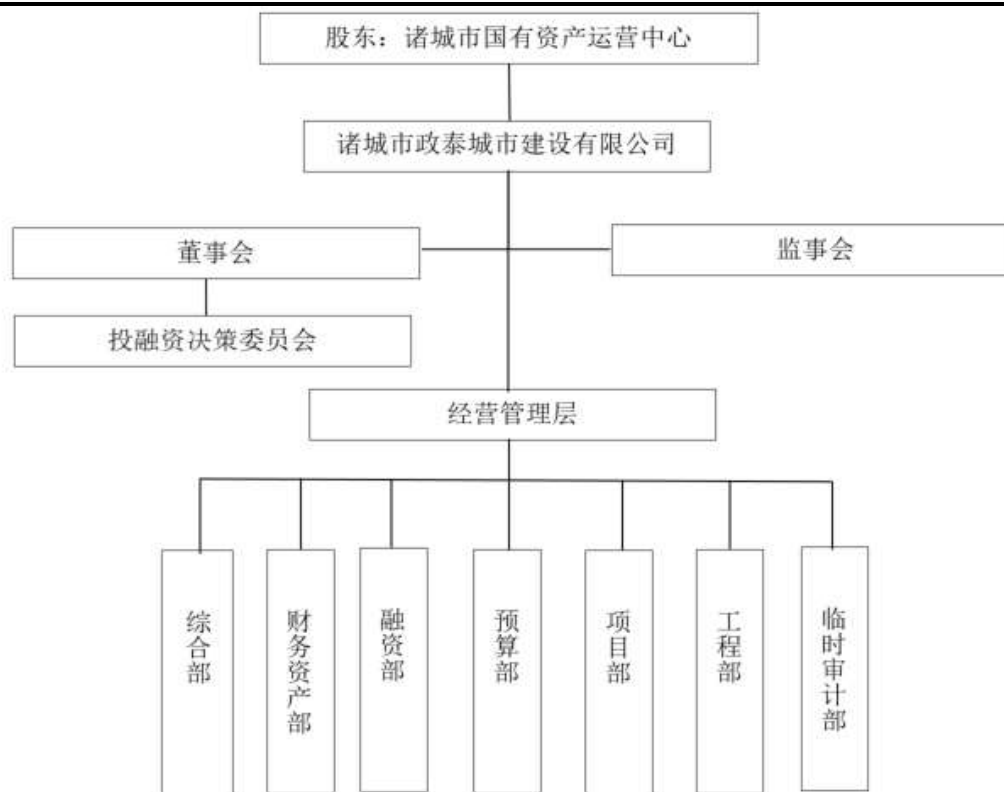 股东：诸城市国有资产运营中心
诸城市政泰城市建设有限公司
董事会
监事会
投融资决策委员会
经营管理层
综合部
财务资产部
融资部
预算部
项目部
工程部
临时审计部